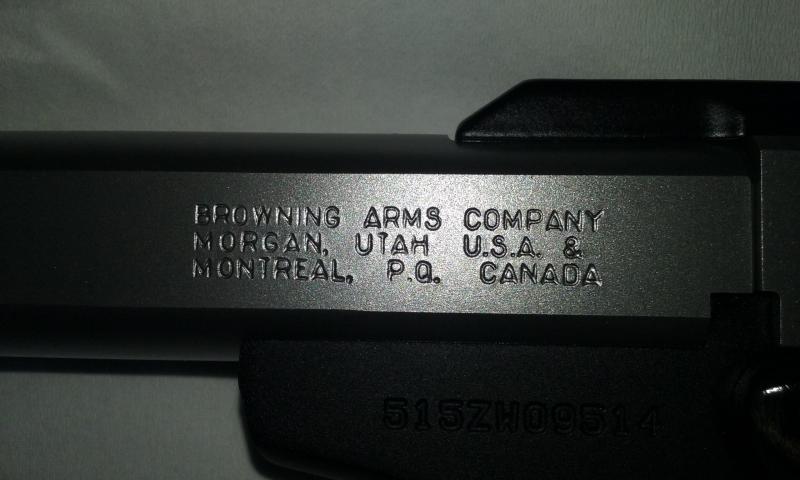 BROWNING ARMS COMPANY
MORGAN, UTAH U.S.A. &
MONTREAL, P.Q. CANADA
515ZW09514